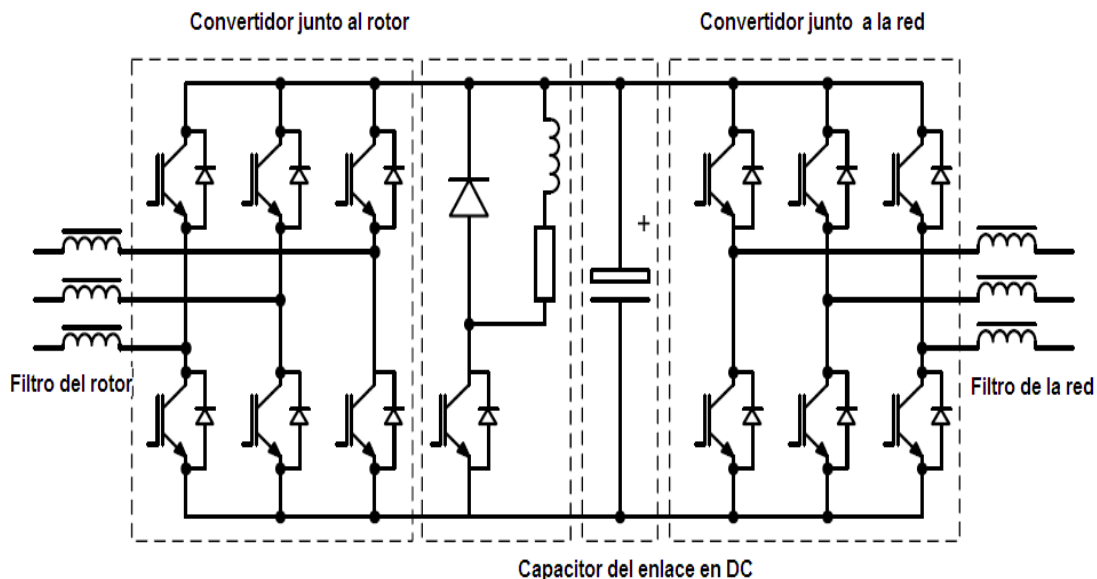 Convertidor junto al rotor
Convertidor junto a la red
+
Filtro del rotor
Filtro de la red
Capacitor del enlace en DC